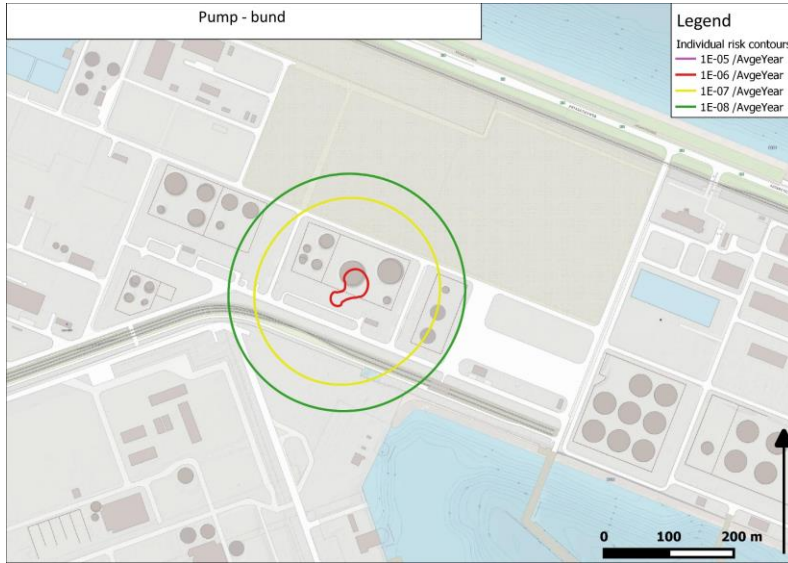 Pump - bund
Legend
Individual risk contours
1E-05 /AvgeYear
1E-06 /AvgeYear
1E-07 /AvgeYear
1E-08 /AvgeYear
0 100 200 m